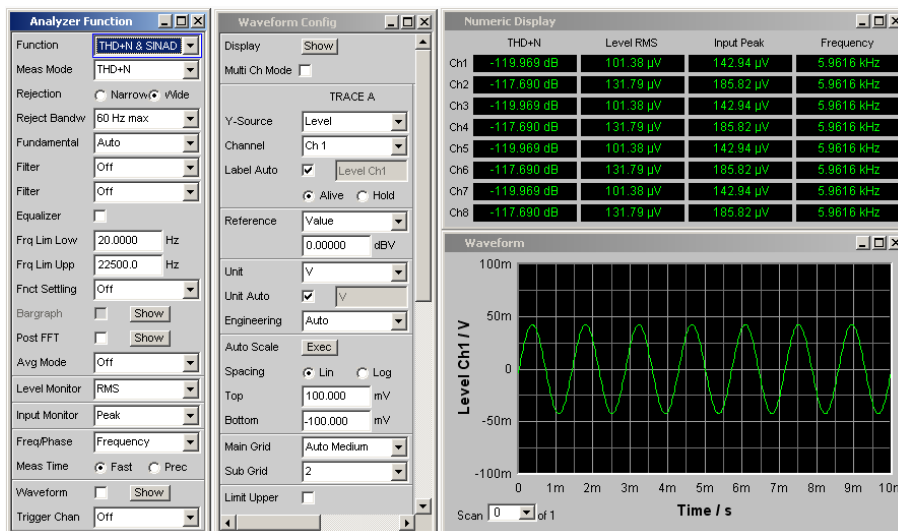 Analyzer Function
Function THD+N & SINAD
Meas Mode THD+N
Rejection Narrow Wide
Reject Bandw 60 Hz max
Fundamental Auto
Filter Off
Filter Off
Equalizer
Frq Lim Low 20.0000 Hz
Frq Lim Upp 22500.0 Hz
Fnct Settling Off
Bargraph Show
Post FFT Show
Avg Mode Off
Level Monitor RMS
Input Monitor Peak
Freq/Phase Frequency
Meas Time Fast Prec
Waveform Show
Trigger Chan Off
Waveform Config
Display Show
Multi Ch Mode
TRACE A
Y-Source Level
Channel Ch 1
Label Auto Level Ch1
Alive Hold
Reference Value
0.00000 dBV
Unit V
Unit Auto V
Engineering Auto
Auto Scale Exec
Spacing Lin Log
Top 100.000 mV
Bottom -100.000 mV
Main Grid Auto Medium
Sub Grid 2
Limit Upper
Numeric Display
THD+N Level RMS Input Peak Frequency
Ch1 -119.969 dB 101.38 µV 142.94 µV 5.9616 kHz
Ch2 -117.690 dB 131.79 µV 185.82 µV 5.9616 kHz
Ch3 -119.969 dB 101.38 µV 142.94 µV 5.9616 kHz
Ch4 -117.690 dB 131.79 µV 185.82 µV 5.9616 kHz
Ch5 -119.969 dB 101.38 µV 142.94 µV 5.9616 kHz
Ch6 -117.690 dB 131.79 µV 185.82 µV 5.9616 kHz
Ch7 -119.969 dB 101.38 µV 142.94 µV 5.9616 kHz
Ch8 -117.690 dB 131.79 µV 185.82 µV 5.9616 kHz
Waveform
Level Ch1 / V
100m
50m
0
-50m
-100m
0 1m 2m 3m 4m 5m 6m 7m 8m 9m 10m
Scan 0 of 1 Time / s